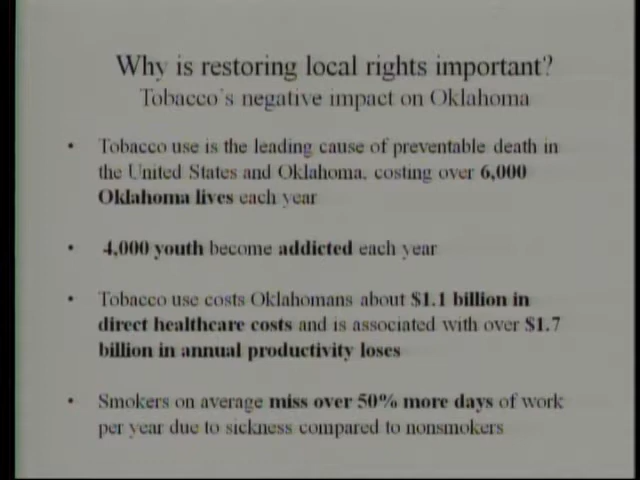 Why is restoring local rights important?
Tobacco's negative impact on Oklahoma
• Tobacco use is the leading cause of preventable death in
the United States and Oklahoma, costing over 6,000
Oklahoma lives each year
• 4,000 youth become addicted each year
• Tobacco use costs Oklahomans about $1.1 billion in
direct healthcare costs and is associated with over $1.7
billion in annual productivity loses
• Smokers on average miss over 50% more days of work
per year due to sickness compared to nonsmokers